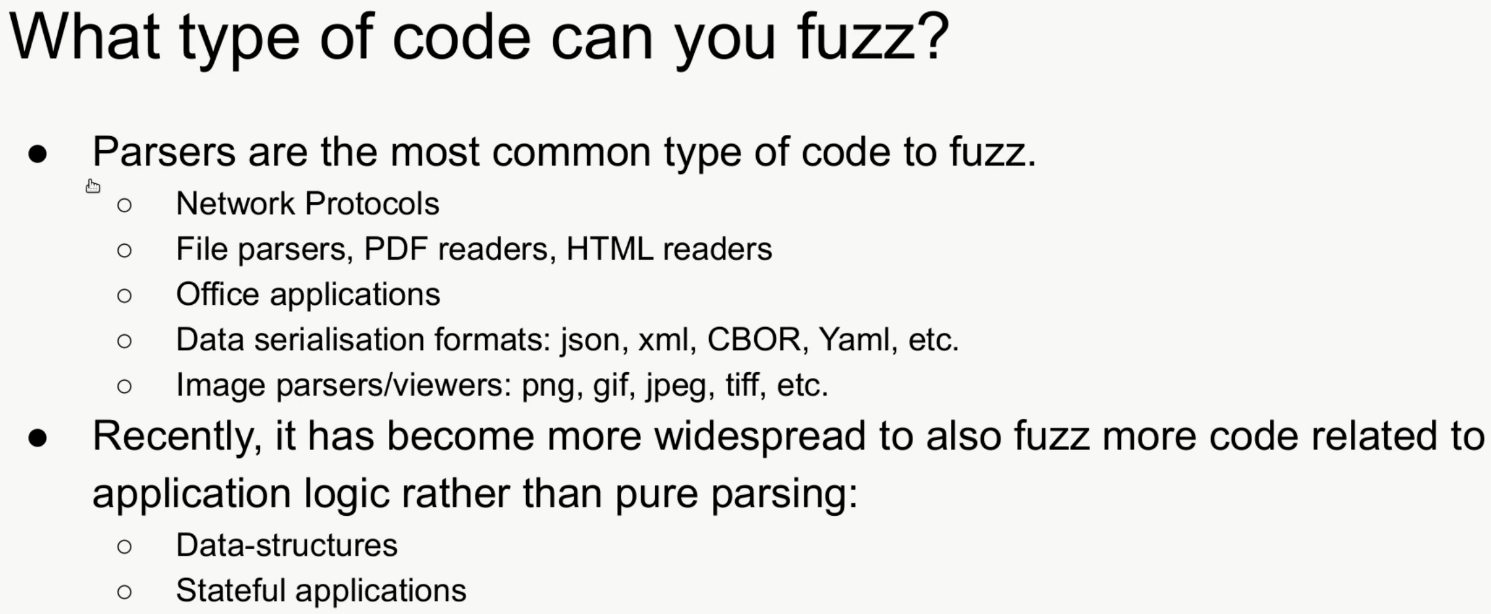 What type of code can you fuzz?
● Parsers are the most common type of code to fuzz.
○ Network Protocols
○ File parsers, PDF readers, HTML readers
○ Office applications
○ Data serialisation formats: json, xml, CBOR, Yaml, etc.
○ Image parsers/viewers: png, gif, jpeg, tiff, etc.
● Recently, it has become more widespread to also fuzz more code related to
application logic rather than pure parsing:
○ Data-structures
○ Stateful applications